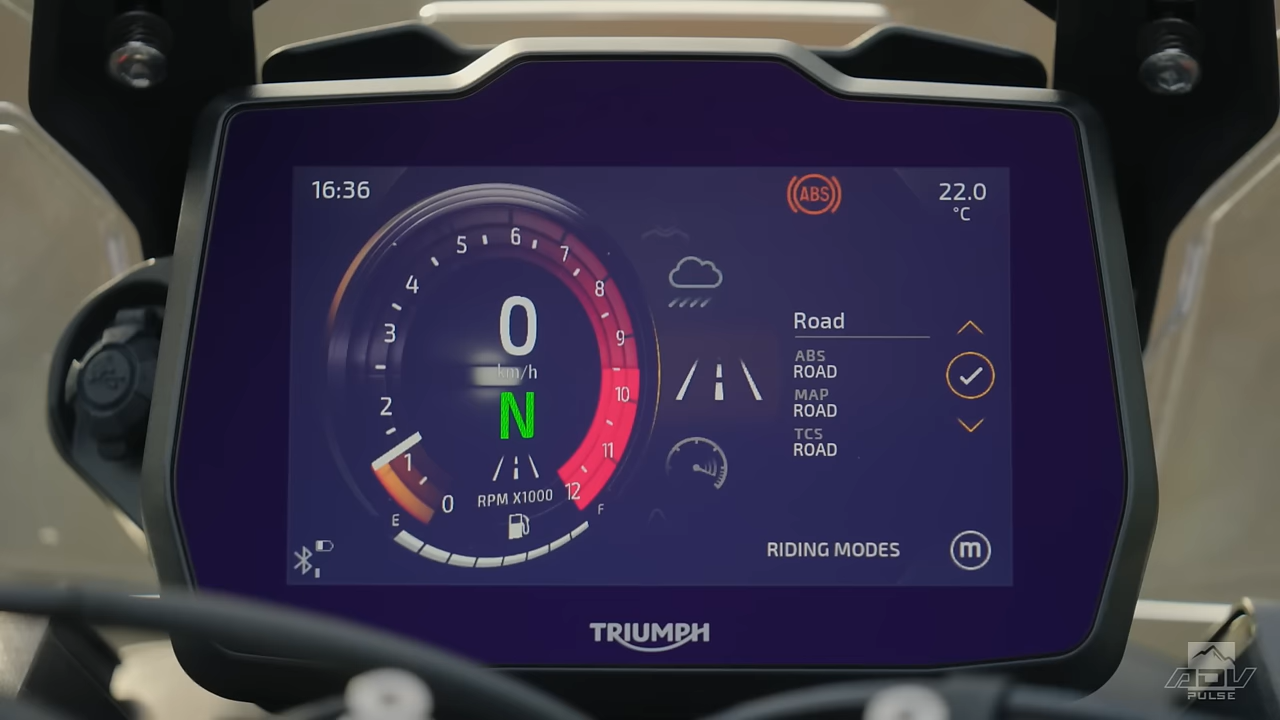 16:36
ABS
22.0
°C
0
1
2
3
4
5
6
7
8
9
10
11
12
0
km/h
N
RPM X1000
E
F
Road
ABS
ROAD
MAP
ROAD
TCS
ROAD
RIDING MODES
m
TRIUMPH
ADV
PULSE